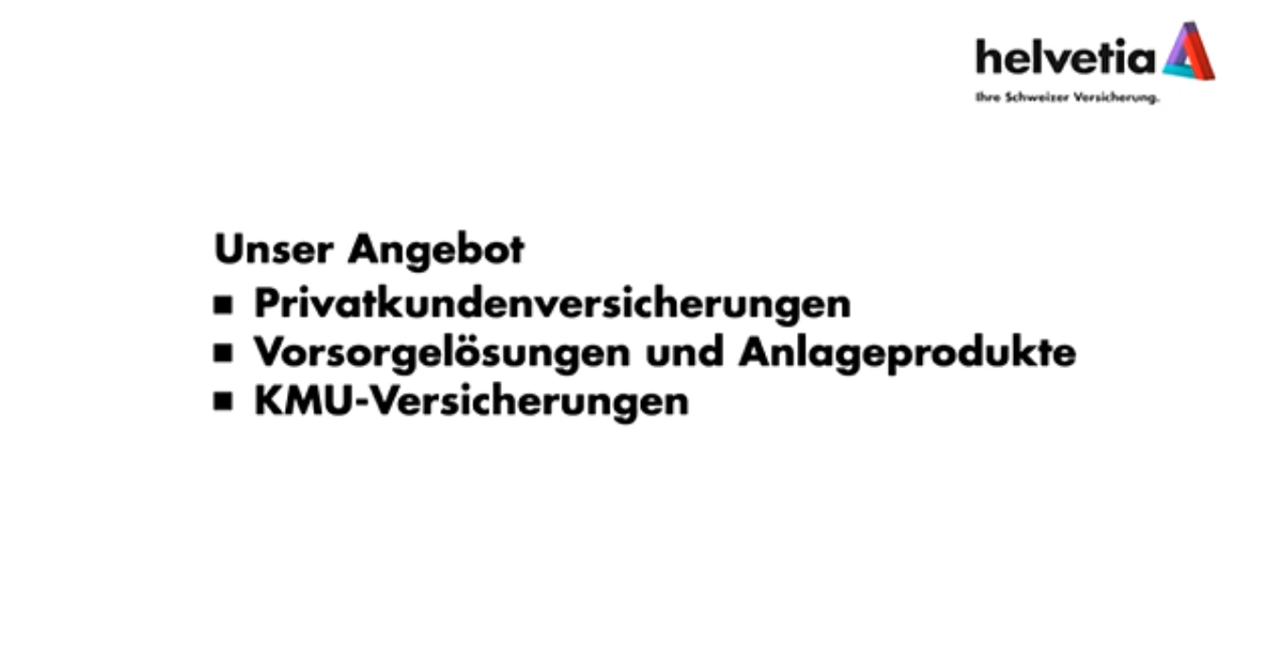 helvetia
Ihre Schweizer Versicherung.
Unser Angebot
▪ Privatkundenversicherungen
▪ Vorsorgelösungen und Anlageprodukte
▪ KMU-Versicherungen